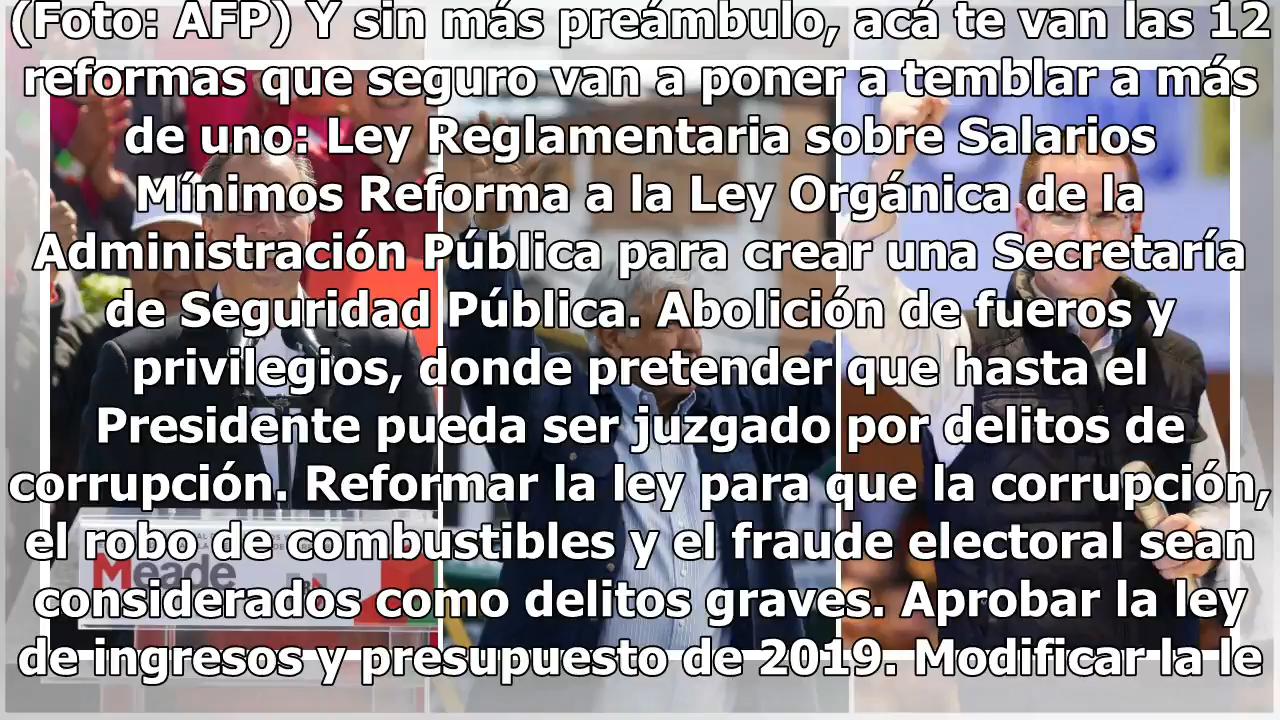 (Foto: AFP) Y sin más preámbulo, acá te van las 12
reformas que seguro van a poner a temblar a más
de uno: Ley Reglamentaria sobre Salarios
Mínimos Reforma a la Ley Orgánica de la
Administración Pública para crear una Secretaría
de Seguridad Pública. Abolición de fueros y
privilegios, donde pretender que hasta el
Presidente pueda ser juzgado por delitos de
corrupción. Reformar la ley para que la corrupción,
el robo de combustibles y el fraude electoral sean
considerados como delitos graves. Aprobar la ley
de ingresos y presupuesto de 2019. Modificar la le
Meade